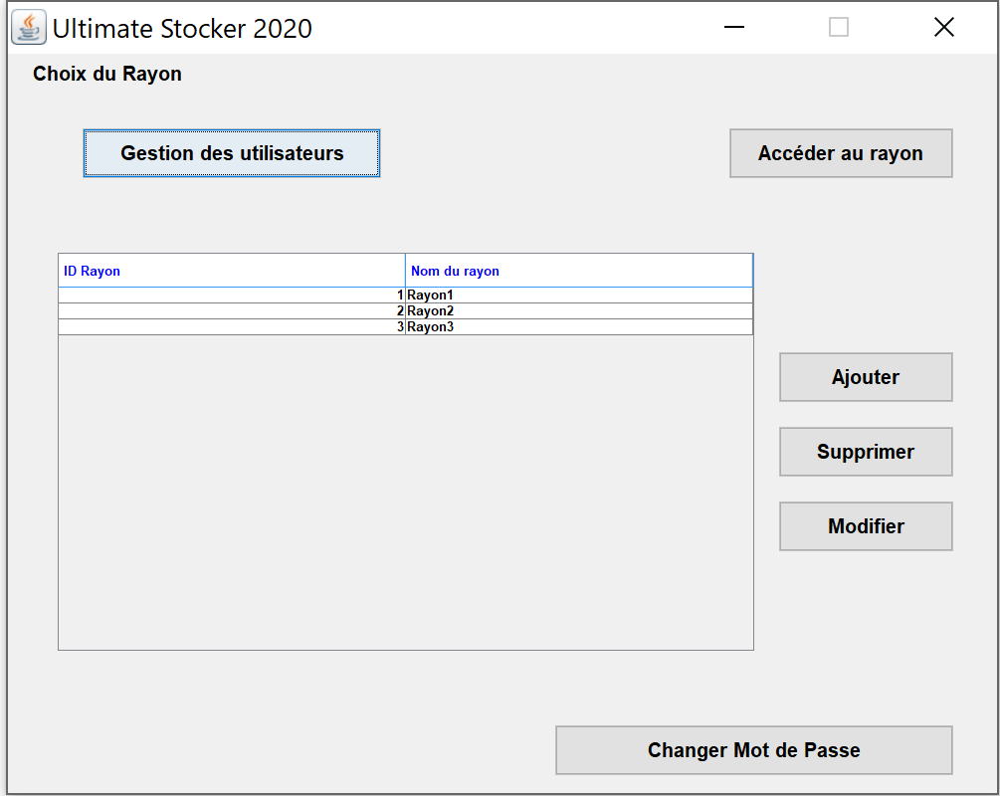 Ultimate Stocker 2020
Choix du Rayon
Gestion des utilisateurs
Accéder au rayon
ID Rayon Nom du rayon
1 Rayon1
2 Rayon2
3 Rayon3
Ajouter
Supprimer
Modifier
Changer Mot de Passe